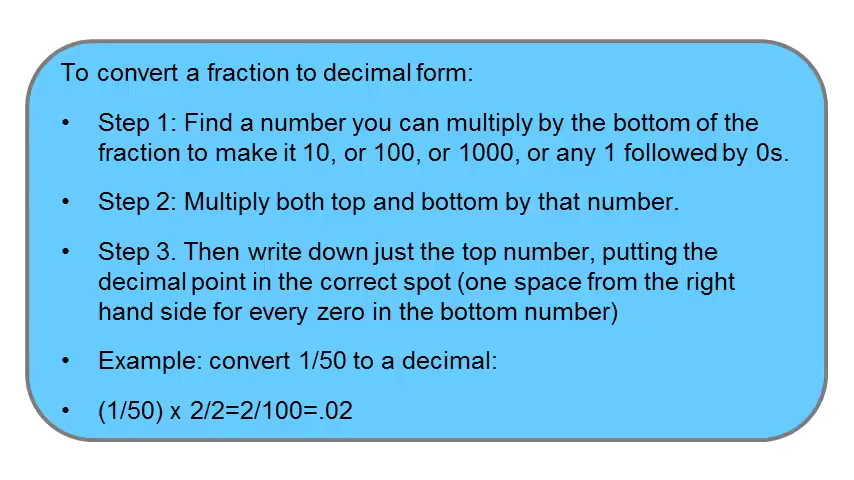 To convert a fraction to decimal form:
• Step 1: Find a number you can multiply by the bottom of the
fraction to make it 10, or 100, or 1000, or any 1 followed by 0s.
• Step 2: Multiply both top and bottom by that number.
• Step 3. Then write down just the top number, putting the
decimal point in the correct spot (one space from the right
hand side for every zero in the bottom number)
• Example: convert 1/50 to a decimal:
• (1/50) x 2/2=2/100=.02